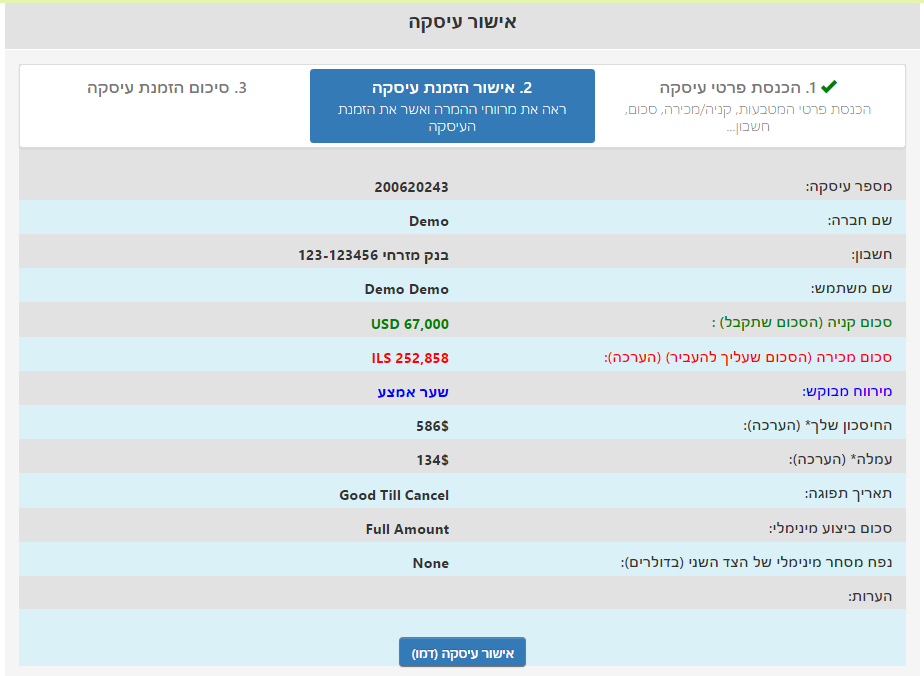 אישור עיסקה
1. הכנסת פרטי עיסקה
הכנסת פרטי המטבעות, קניה/מכירה, סכום,
חשבון...
2. אישור הזמנת עיסקה
ראה את מרווחי ההמרה ואשר את הזמנת
העיסקה
3. סיכום הזמנת עיסקה
מספר עיסקה: 200620243
שם חברה: Demo
חשבון: בנק מזרחי 123-123456
שם משתמש: Demo Demo
סכום קניה (הסכום שתקבל) : USD 67,000
סכום מכירה (הסכום שעליך להעביר) (הערכה): ILS 252,858
מירווח מבוקש: שער אמצע
החיסכון שלך* (הערכה): 586$
עמלה* (הערכה): 134$
תאריך תפוגה: Good Till Cancel
סכום ביצוע מינימלי: Full Amount
נפח מסחר מינימלי של הצד השני (בדולרים): None
הערות:
אישור עיסקה (דמו)